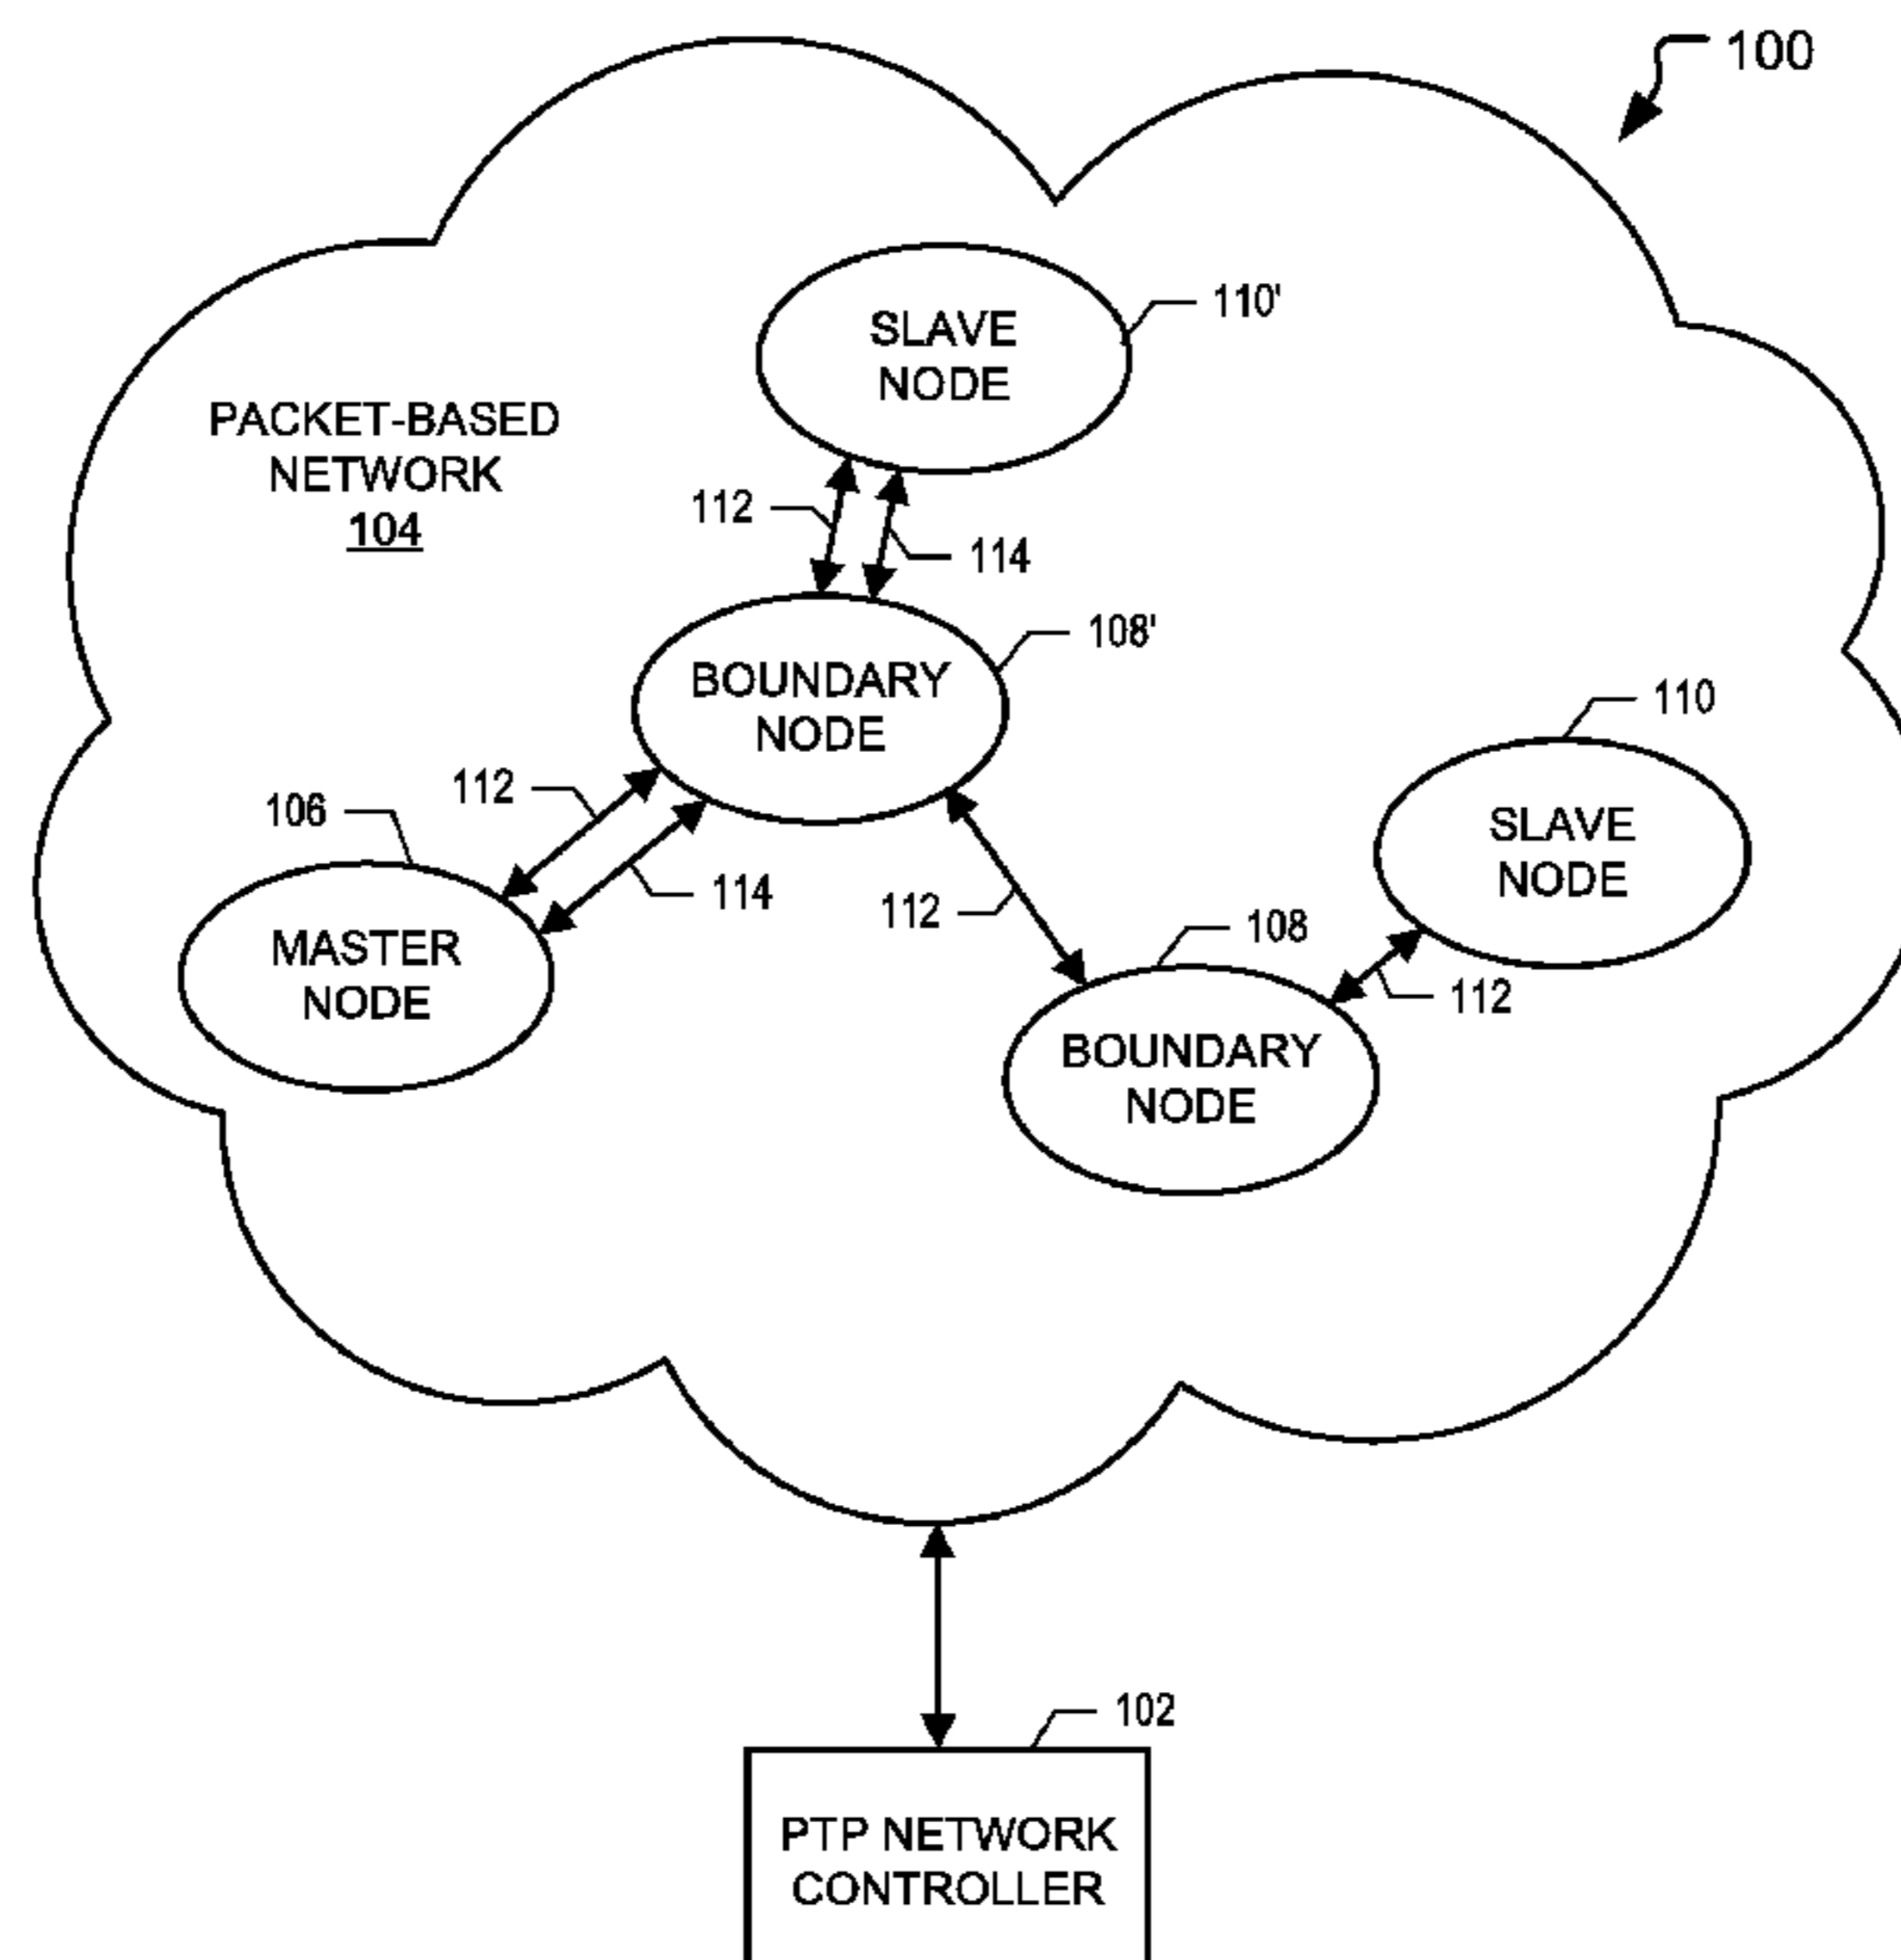 100
110'
SLAVE
NODE
PACKET-BASED
NETWORK
104
112
114
108'
BOUNDARY
NODE
110
112
106
SLAVE
NODE
114
112
108
MASTER
NODE
112
BOUNDARY
NODE
102
PTP NETWORK
CONTROLLER